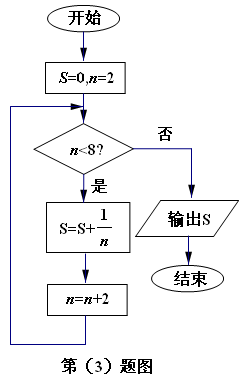 开始
S=0,n=2
n<8?
否
是
S=S+1/n
输出S
n=n+2
结束
第（3）题图